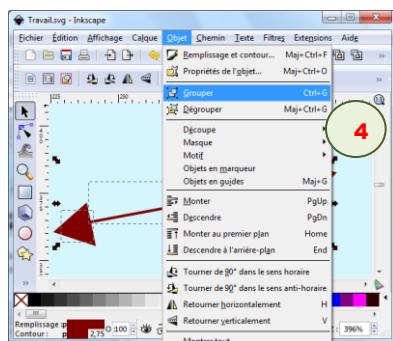 Travail.svg - Inkscape
Fichier Édition Affichage Calque Objet Chemin Texte Filtres Extensions Aide
Remplissage et contour... Maj+Ctrl+F
Propriétés de l'objet... Maj+Ctrl+O
Grouper Ctrl+G
Dégrouper Maj+Ctrl+G
4
Découpe
Masque
Motif
Objets en marqueur
Objets en guides Maj+G
Monter PgUp
Descendre PgDn
Monter au premier plan Home
Descendre à l'arrière-plan End
Tourner de 90° dans le sens horaire
Tourner de 90° dans le sens anti-horaire
Retourner horizontalement H
Retourner verticalement V
Remplissage :
Contour : 2,75 O: 100 396%